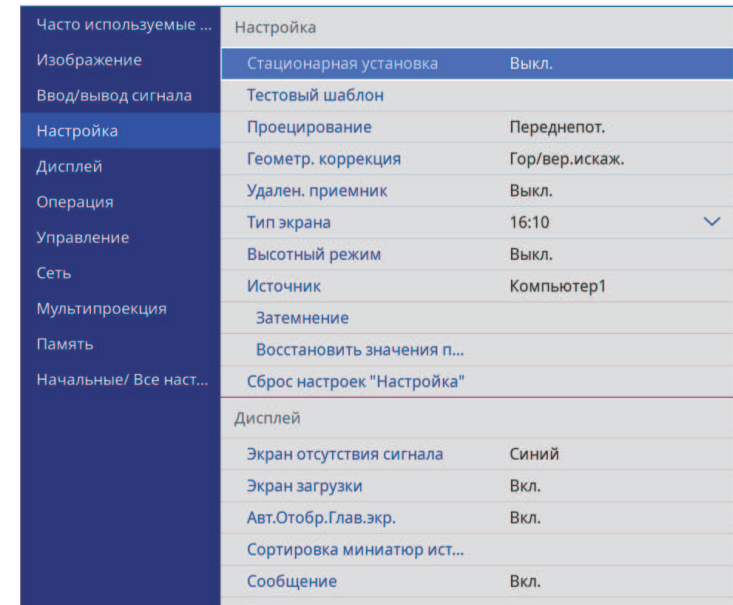 Часто используемые ...
Изображение
Ввод/вывод сигнала
Настройка
Дисплей
Операция
Управление
Сеть
Мультипроекция
Память
Начальные/ Все наст...
Настройка
Стационарная установка Выкл.
Тестовый шаблон
Проецирование Переднепот.
Геометр. коррекция Гор/вер.искаж.
Удален. приемник Выкл.
Тип экрана 16:10
Высотный режим Выкл.
Источник Компьютер1
Затемнение
Восстановить значения п...
Сброс настроек "Настройка"
Дисплей
Экран отсутствия сигнала Синий
Экран загрузки Вкл.
Авт.Отобр.Глав.экр. Вкл.
Сортировка миниатюр ист...
Сообщение Вкл.